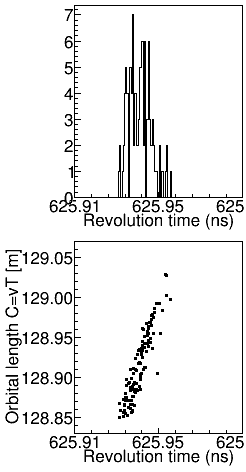 7
6
5
4
3
2
1
0
625.91 625.95 625
Revolution time (ns)
Orbital length C=vT [m]
129.05
129.00
128.95
128.90
128.85
625.91 625.95 625
Revolution time (ns)